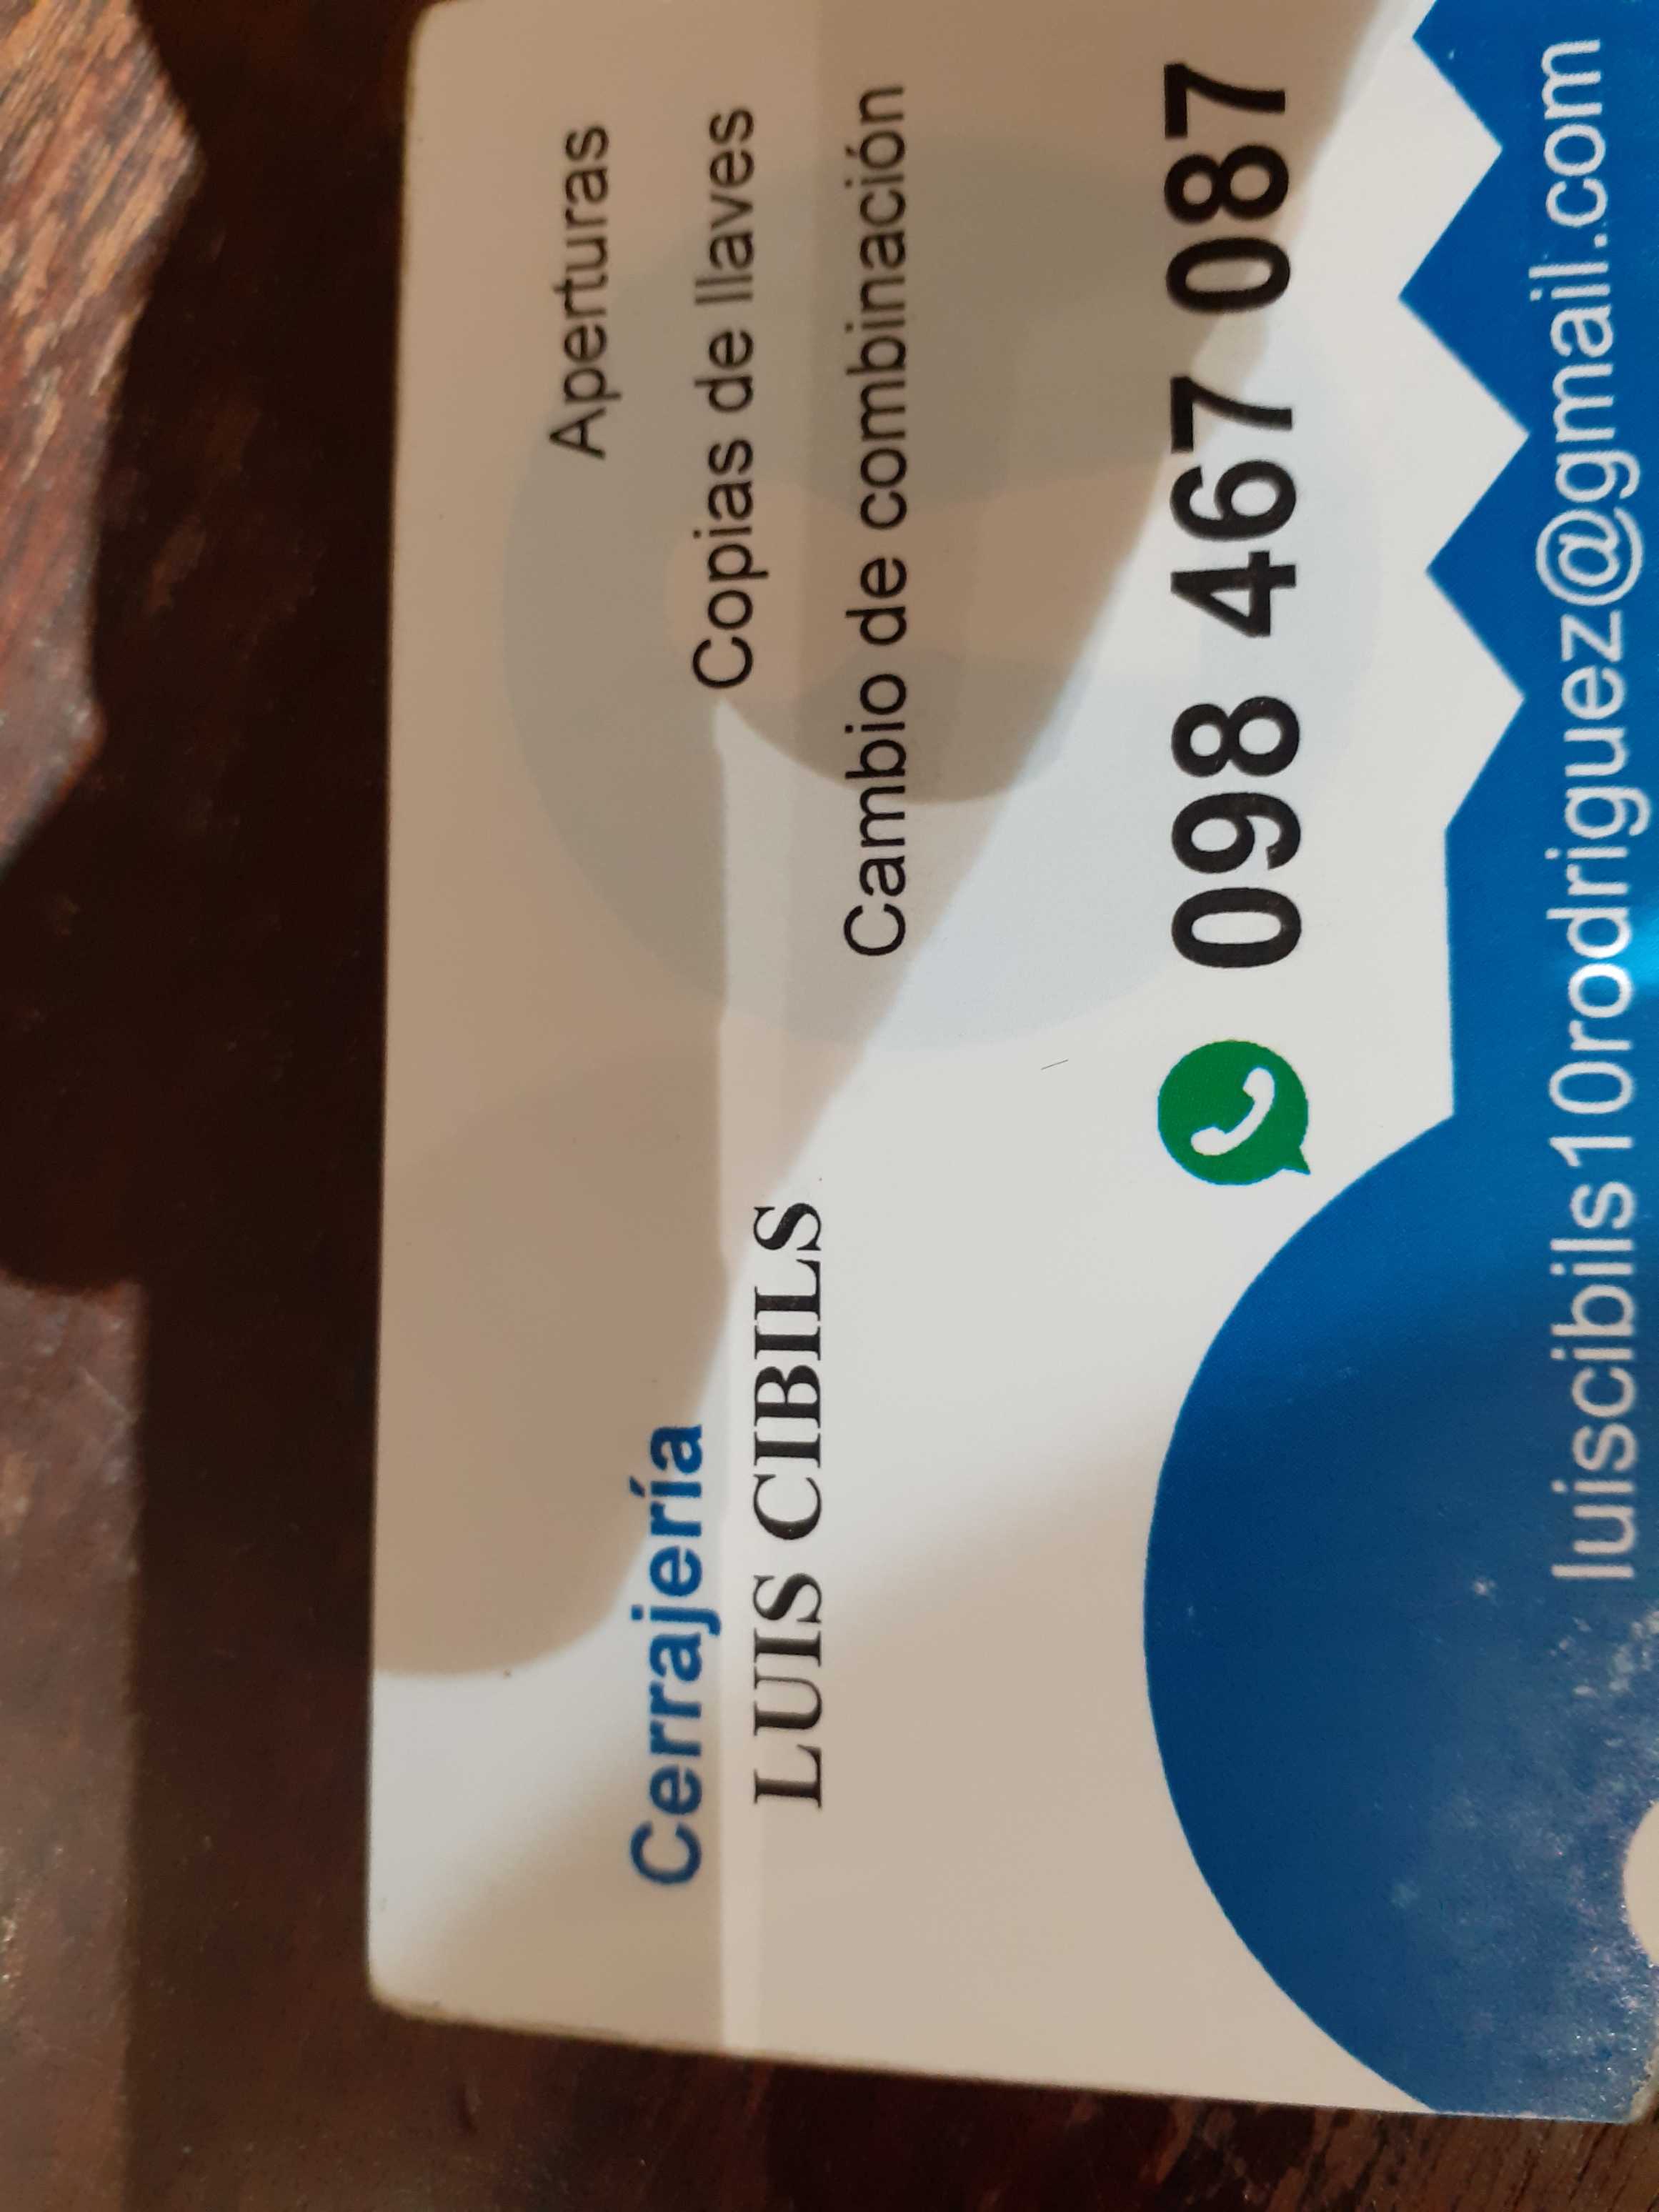 Aperturas
Copias de llaves
Cambio de combinación
Cerrajería
LUIS CIBILS
098 467 087
luiscibils10rodriguez@gmail.com